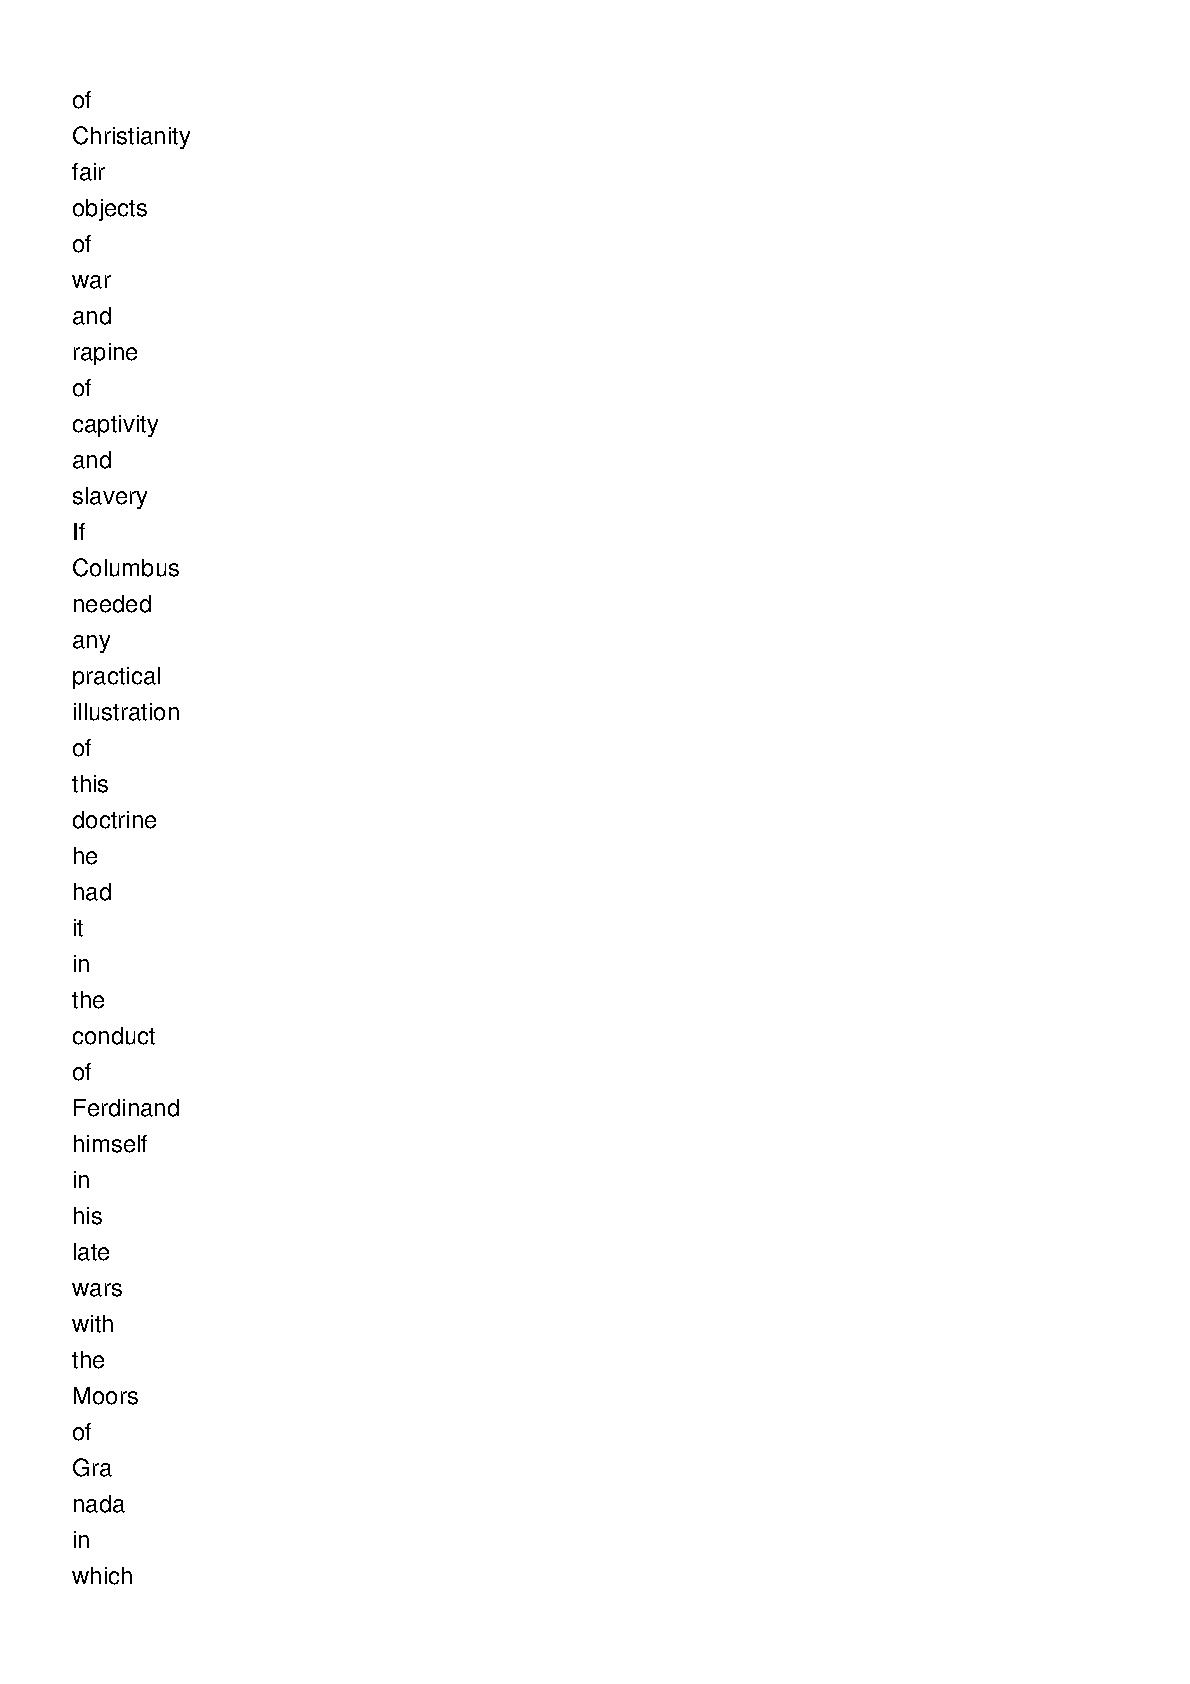 of
Christianity
fair
objects
of
war
and
rapine
of
captivity
and
slavery
If
Columbus
needed
any
practical
illustration
of
this
doctrine
he
had
it
in
the
conduct
of
Ferdinand
himself
in
his
late
wars
with
the
Moors
of
Gra
nada
in
which